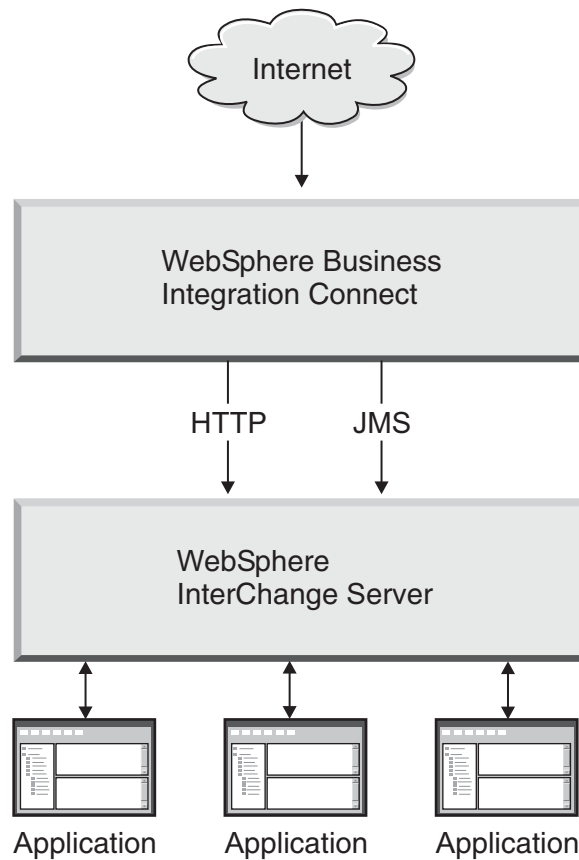 Internet
WebSphere Business
Integration Connect
HTTP
JMS
WebSphere
InterChange Server
Application
Application
Application